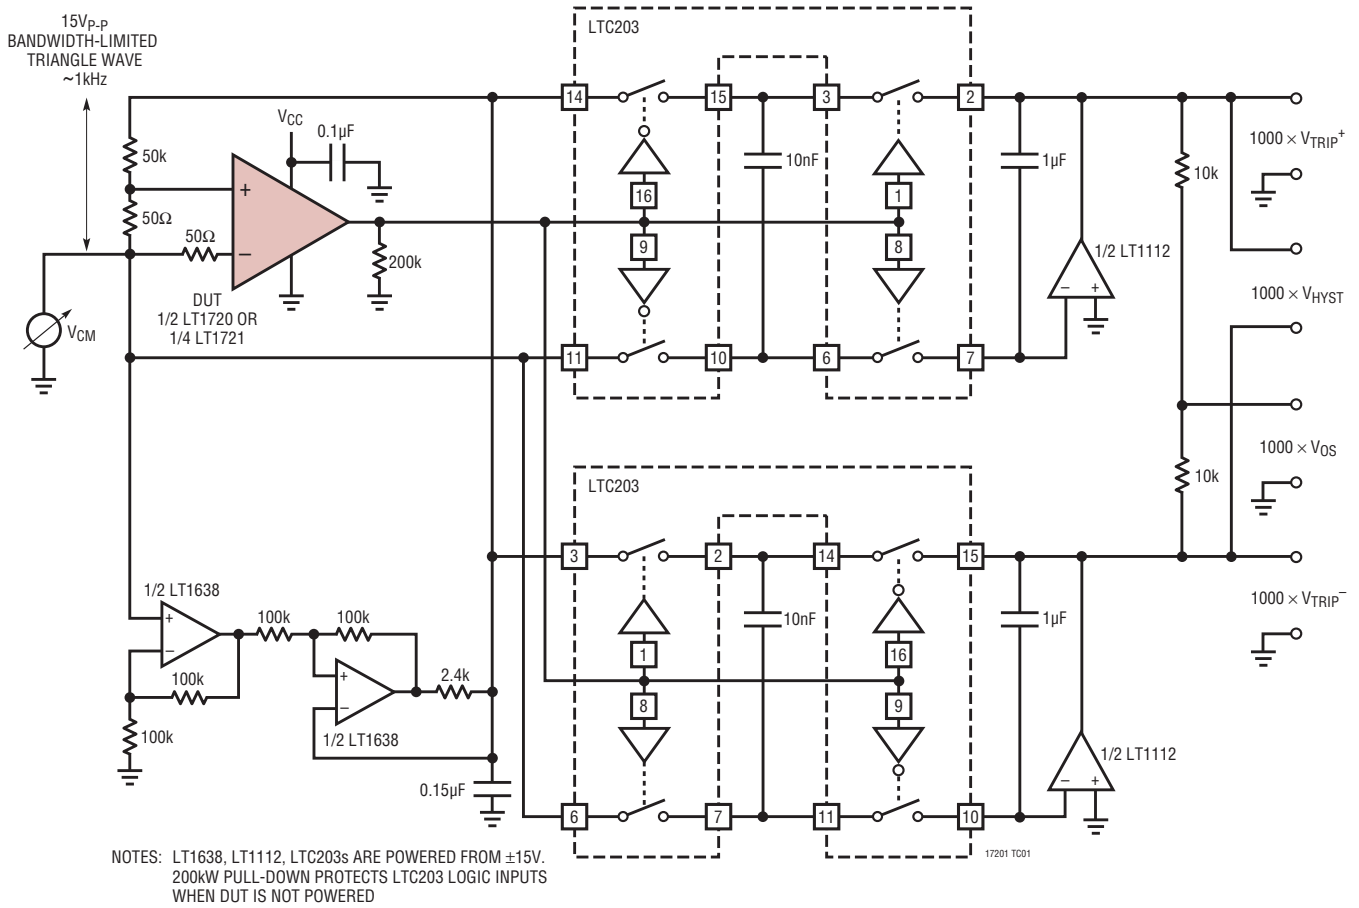 15VP-P
BANDWIDTH-LIMITED
TRIANGLE WAVE
~1kHz
LTC203
14
15
3
2
VCC
0.1µF
50k
+
50Ω
50Ω
−
DUT
1/2 LT1720 OR
1/4 LT1721
200k
VCM
16
9
1
8
10nF
1µF
11
10
6
7
1/2 LT1112
−
+
10k
10k
1000 × VTRIP+
1000 × VHYST
1000 × VOS
1000 × VTRIP−
LTC203
3
2
14
15
1
8
16
9
10nF
1µF
6
7
11
10
1/2 LT1112
−
+
1/2 LT1638
+
−
100k
100k
100k
100k
+
−
1/2 LT1638
2.4k
0.15µF
17201 TC01
NOTES: LT1638, LT1112, LTC203s ARE POWERED FROM ±15V.
200kW PULL-DOWN PROTECTS LTC203 LOGIC INPUTS
WHEN DUT IS NOT POWERED